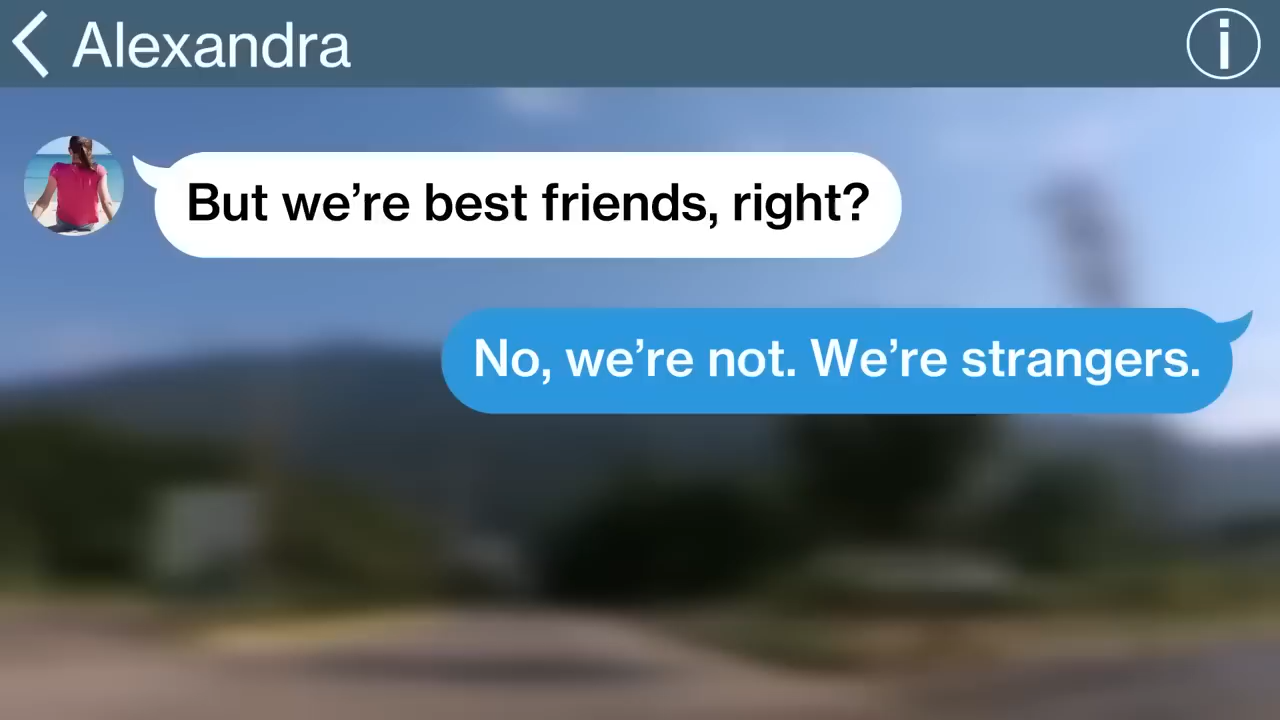 Alexandra
But we’re best friends, right?
No, we’re not. We’re strangers.